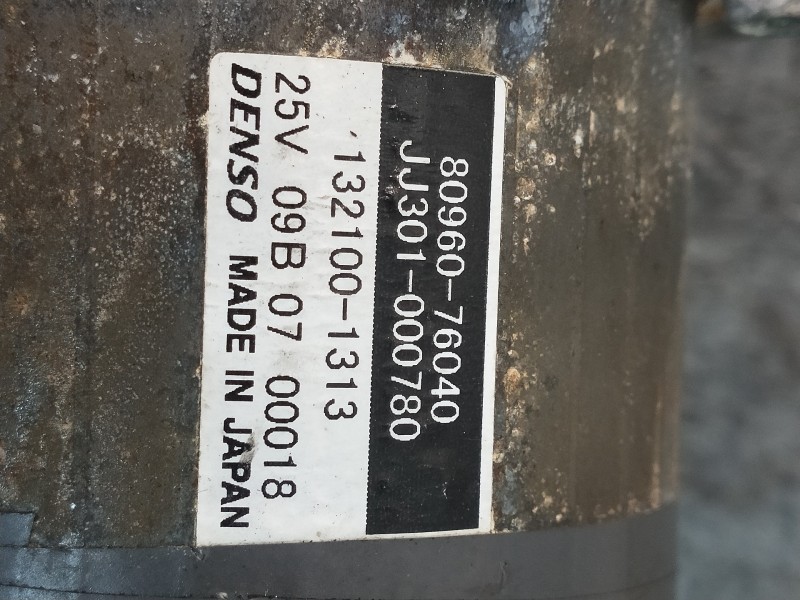 80960-76040
JJ301-000780
132100-1313
25V 09B 07 00018
DENSO MADE IN JAPAN